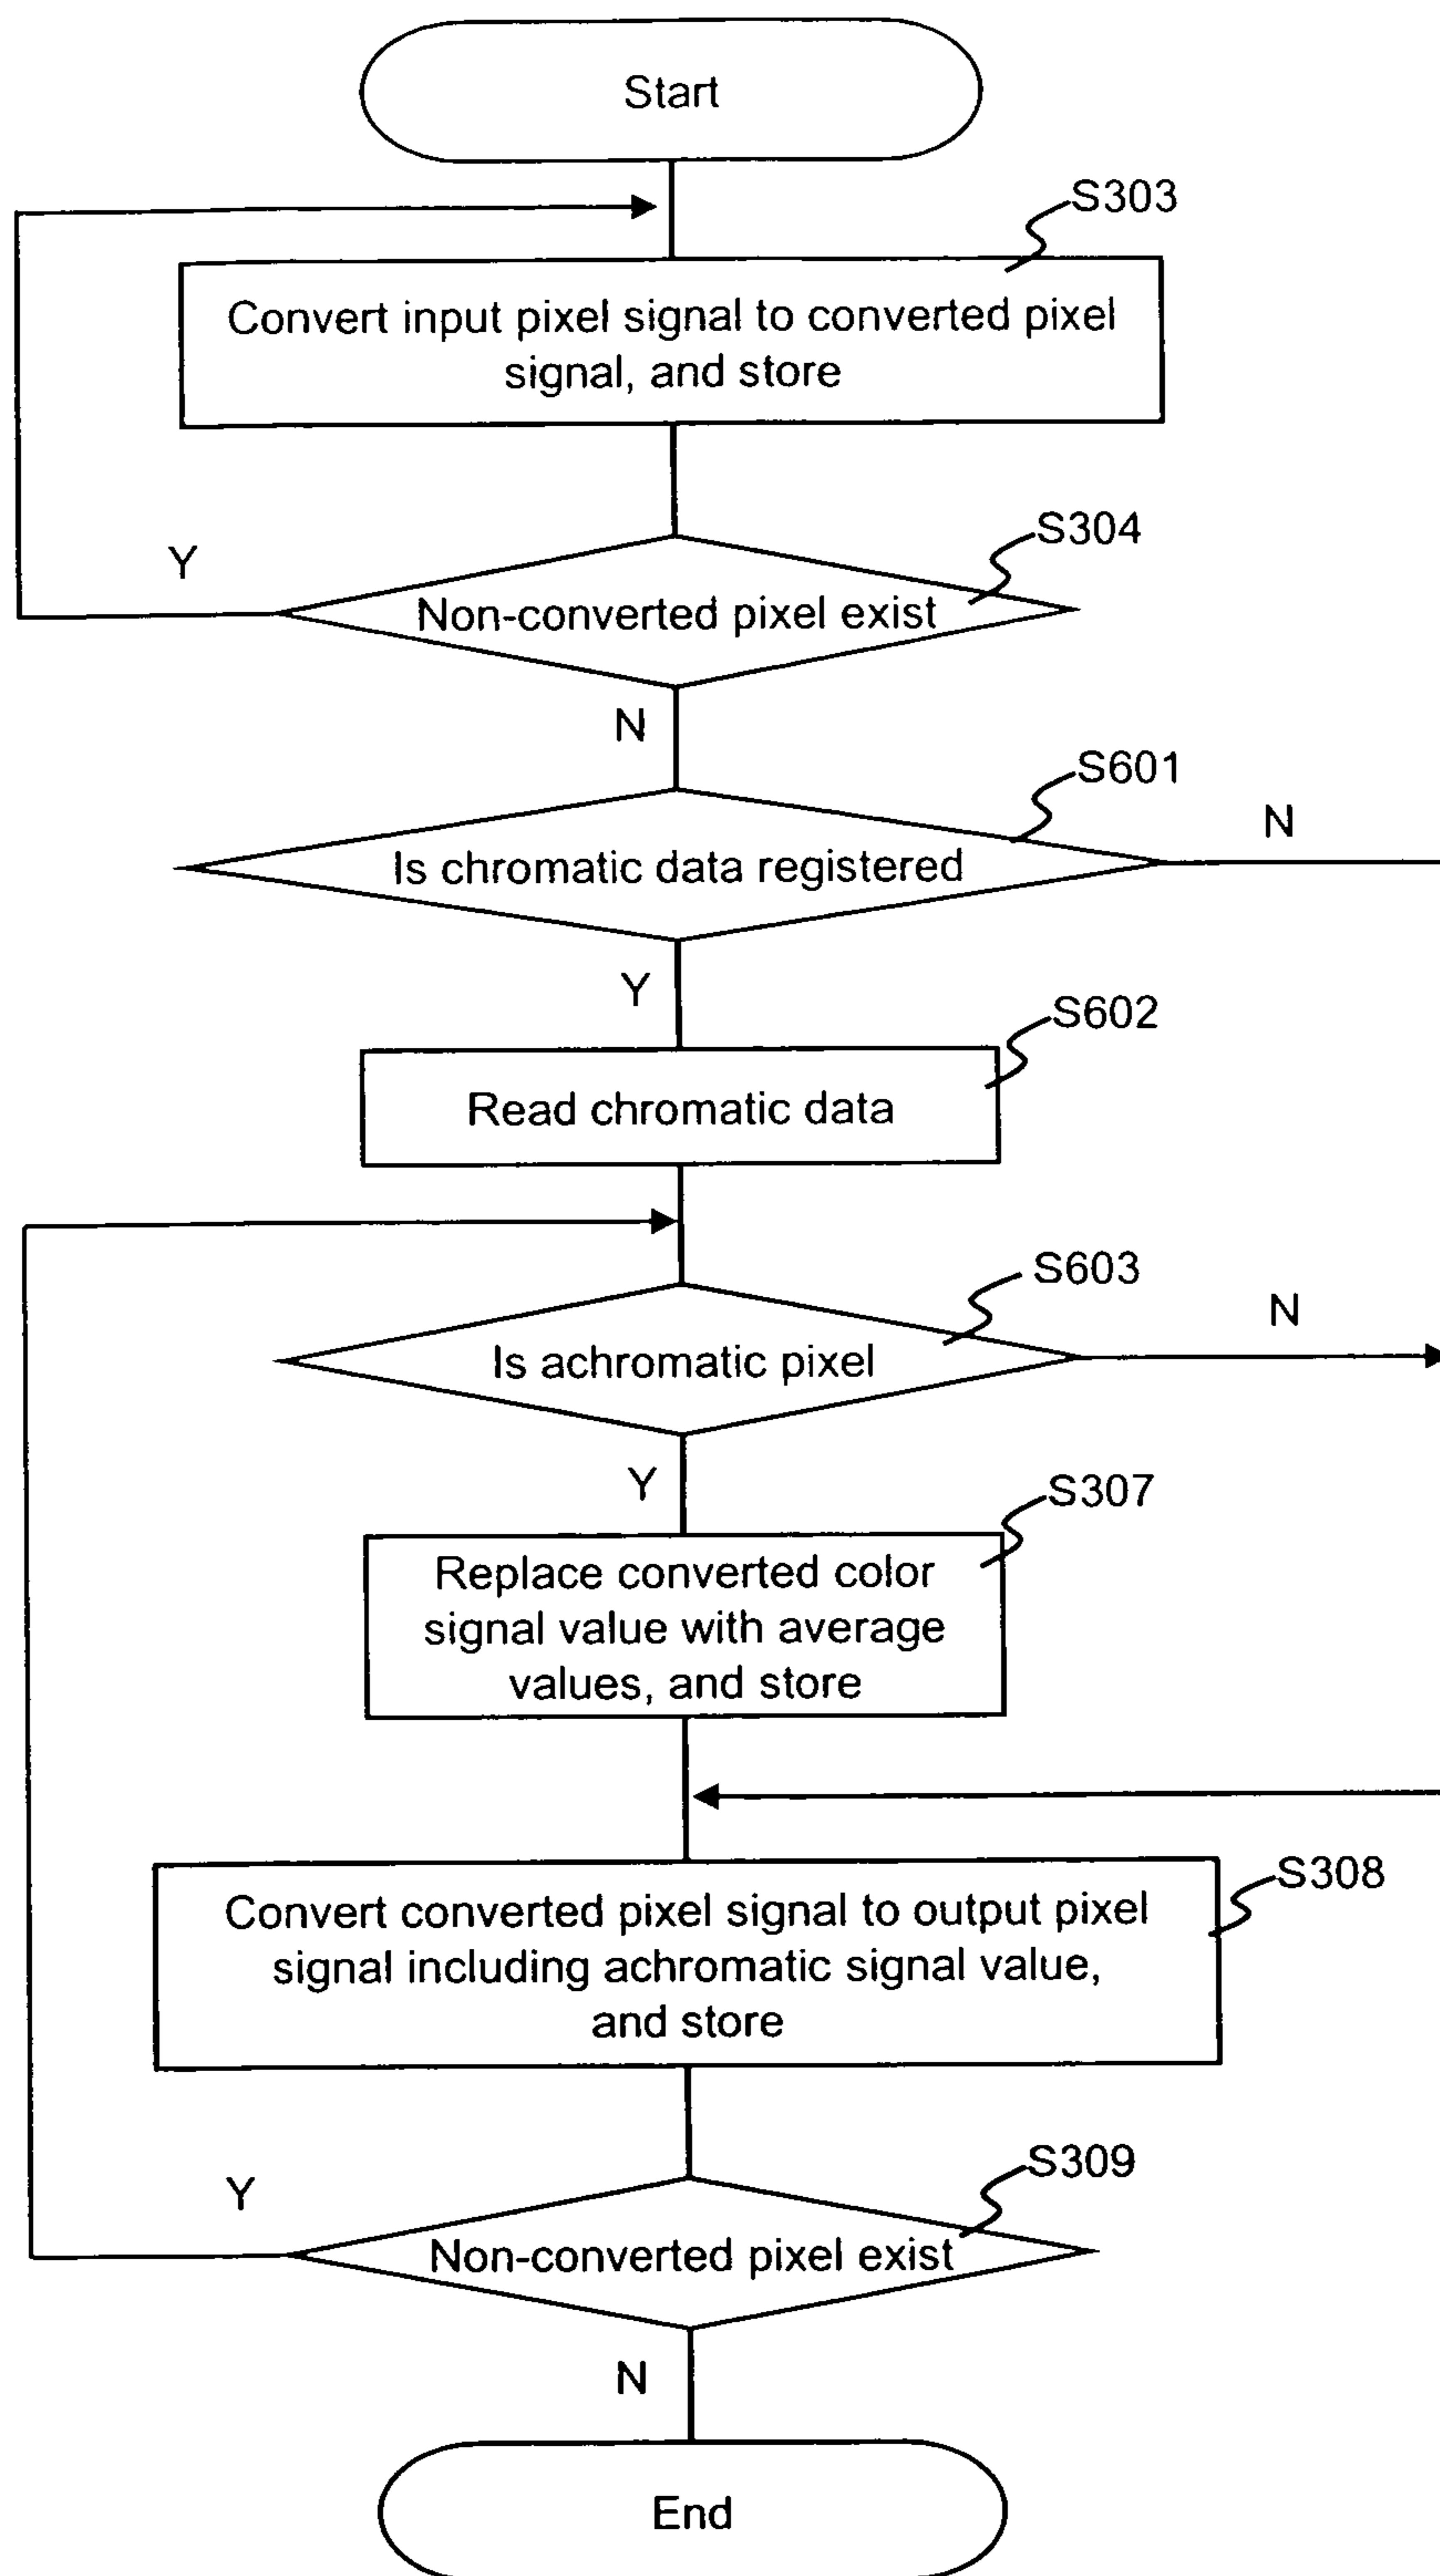 Start
S303
Convert input pixel signal to converted pixel
signal, and store
S304
Y
Non-converted pixel exist
N
S601
N
Is chromatic data registered
Y
S602
Read chromatic data
S603
N
Is achromatic pixel
Y
S307
Replace converted color
signal value with average
values, and store
S308
Convert converted pixel signal to output pixel
signal including achromatic signal value,
and store
S309
Y
Non-converted pixel exist
N
End